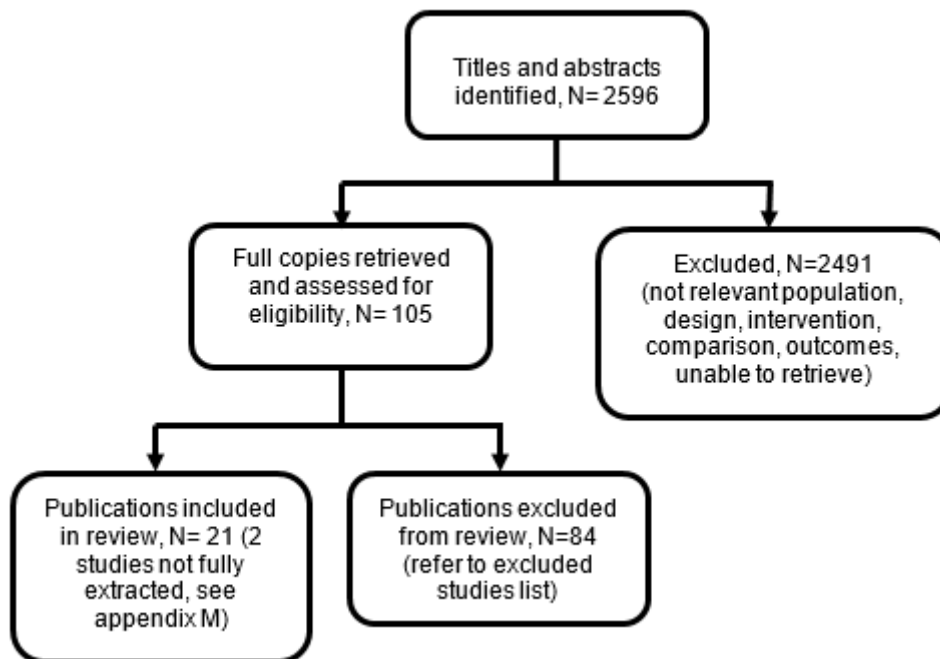 Titles and abstracts
identified, N= 2596
Full copies retrieved
and assessed for
eligibility, N= 105
Excluded, N=2491
(not relevant population,
design, intervention,
comparison, outcomes,
unable to retrieve)
Publications included
in review, N= 21 (2
studies not fully
extracted, see
appendix M)
Publications excluded
from review, N=84
(refer to excluded
studies list)